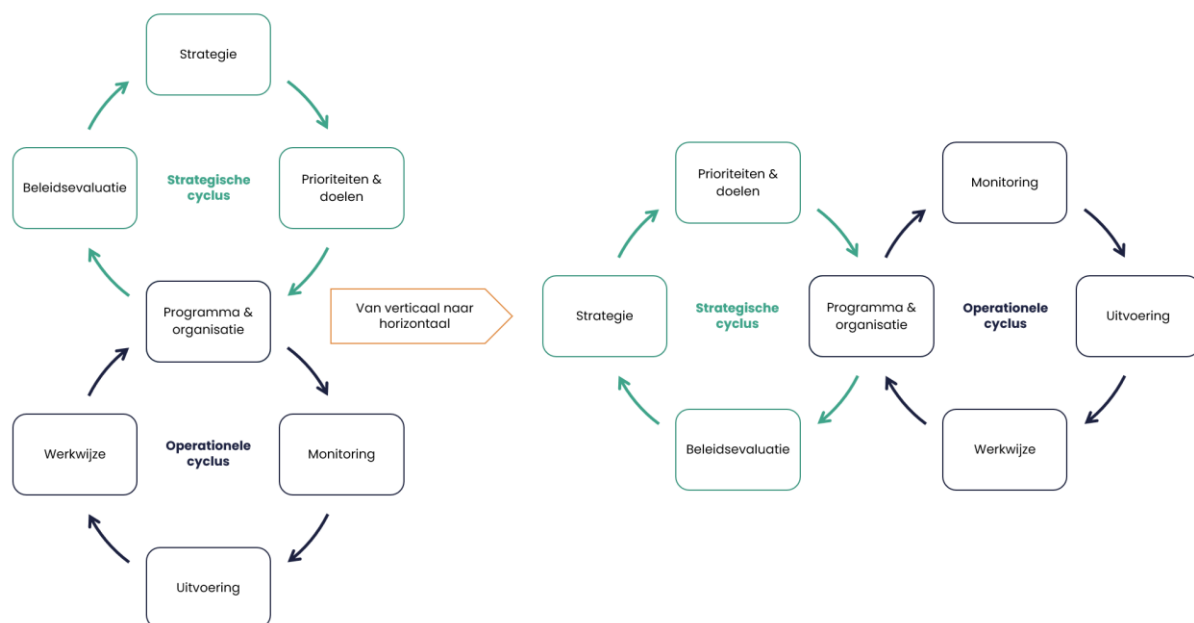 Strategie
Beleidsevaluatie
Strategische
cyclus
Prioriteiten &
doelen
Programma &
organisatie
Werkwijze
Operationele
cyclus
Monitoring
Uitvoering
Van verticaal naar
horizontaal
Prioriteiten &
doelen
Strategie
Strategische
cyclus
Programma &
organisatie
Beleidsevaluatie
Monitoring
Operationele
cyclus
Uitvoering
Werkwijze